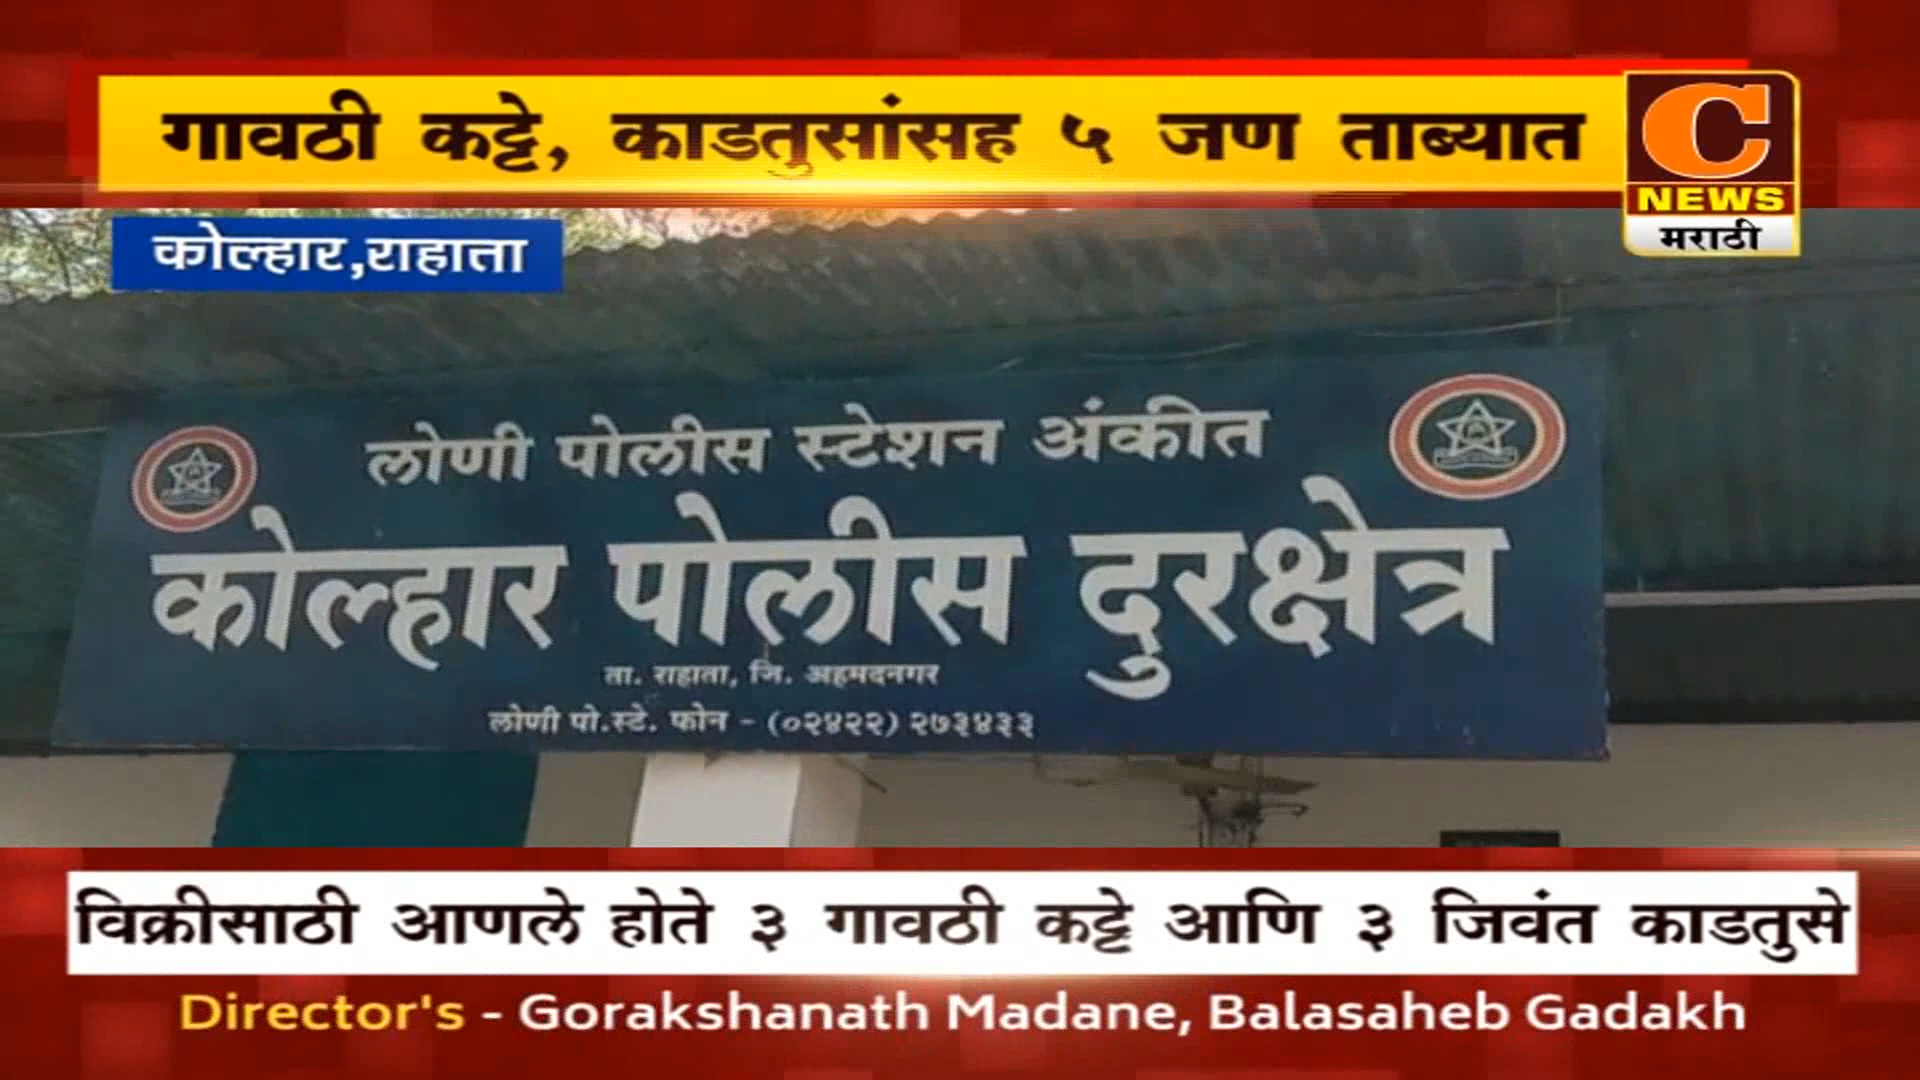 गावठी कट्टे, काडतुसांसह ५ जण ताब्यात
C
NEWS
मराठी
कोल्हार,राहाता
लोणी पोलीस स्टेशन अंकीत
कोल्हार पोलीस दुरक्षेत्र
ता. राहाता, जि. अहमदनगर
लोणी पो.स्टे. फोन - (०२४२२) २७३४३३
विक्रीसाठी आणले होते ३ गावठी कट्टे आणि ३ जिवंत काडतुसे
Director's - Gorakshanath Madane, Balasaheb Gadakh